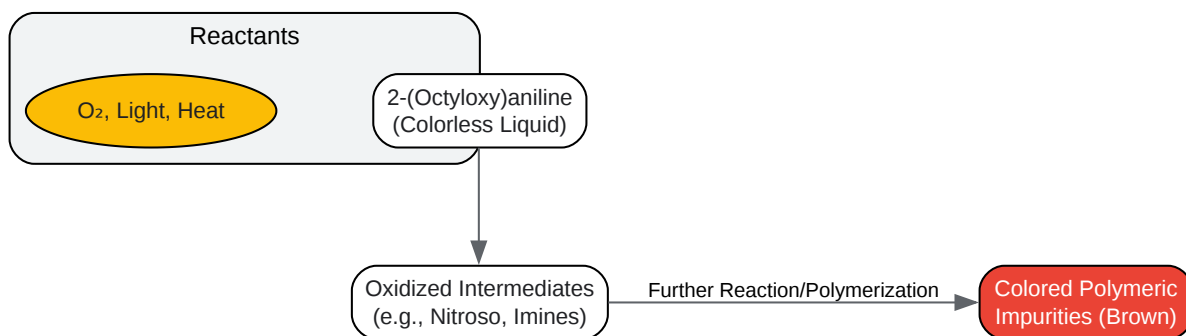 Reactants
O₂, Light, Heat
2-(Octyloxy)aniline
(Colorless Liquid)
Oxidized Intermediates
(e.g., Nitroso, Imines)
Further Reaction/Polymerization
Colored Polymeric
Impurities (Brown)